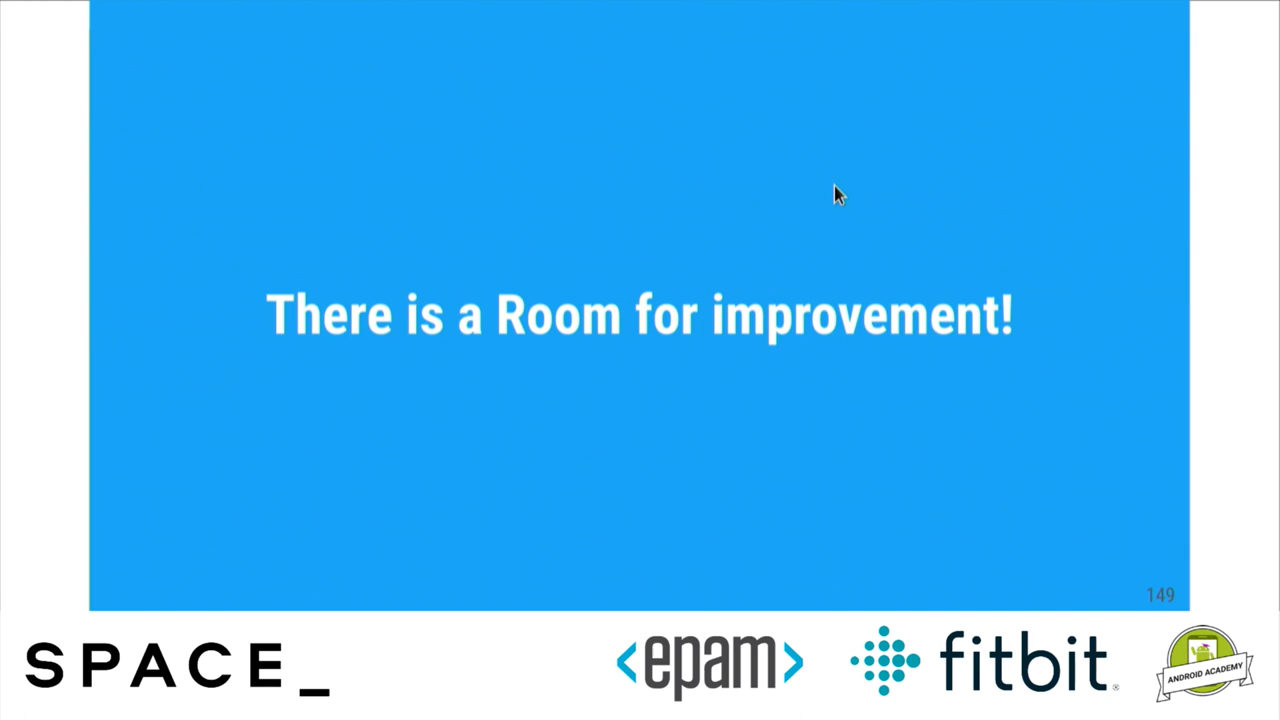 There is a Room for improvement!
149
SPACE_
<epam>
fitbit®
ANDROID ACADEMY